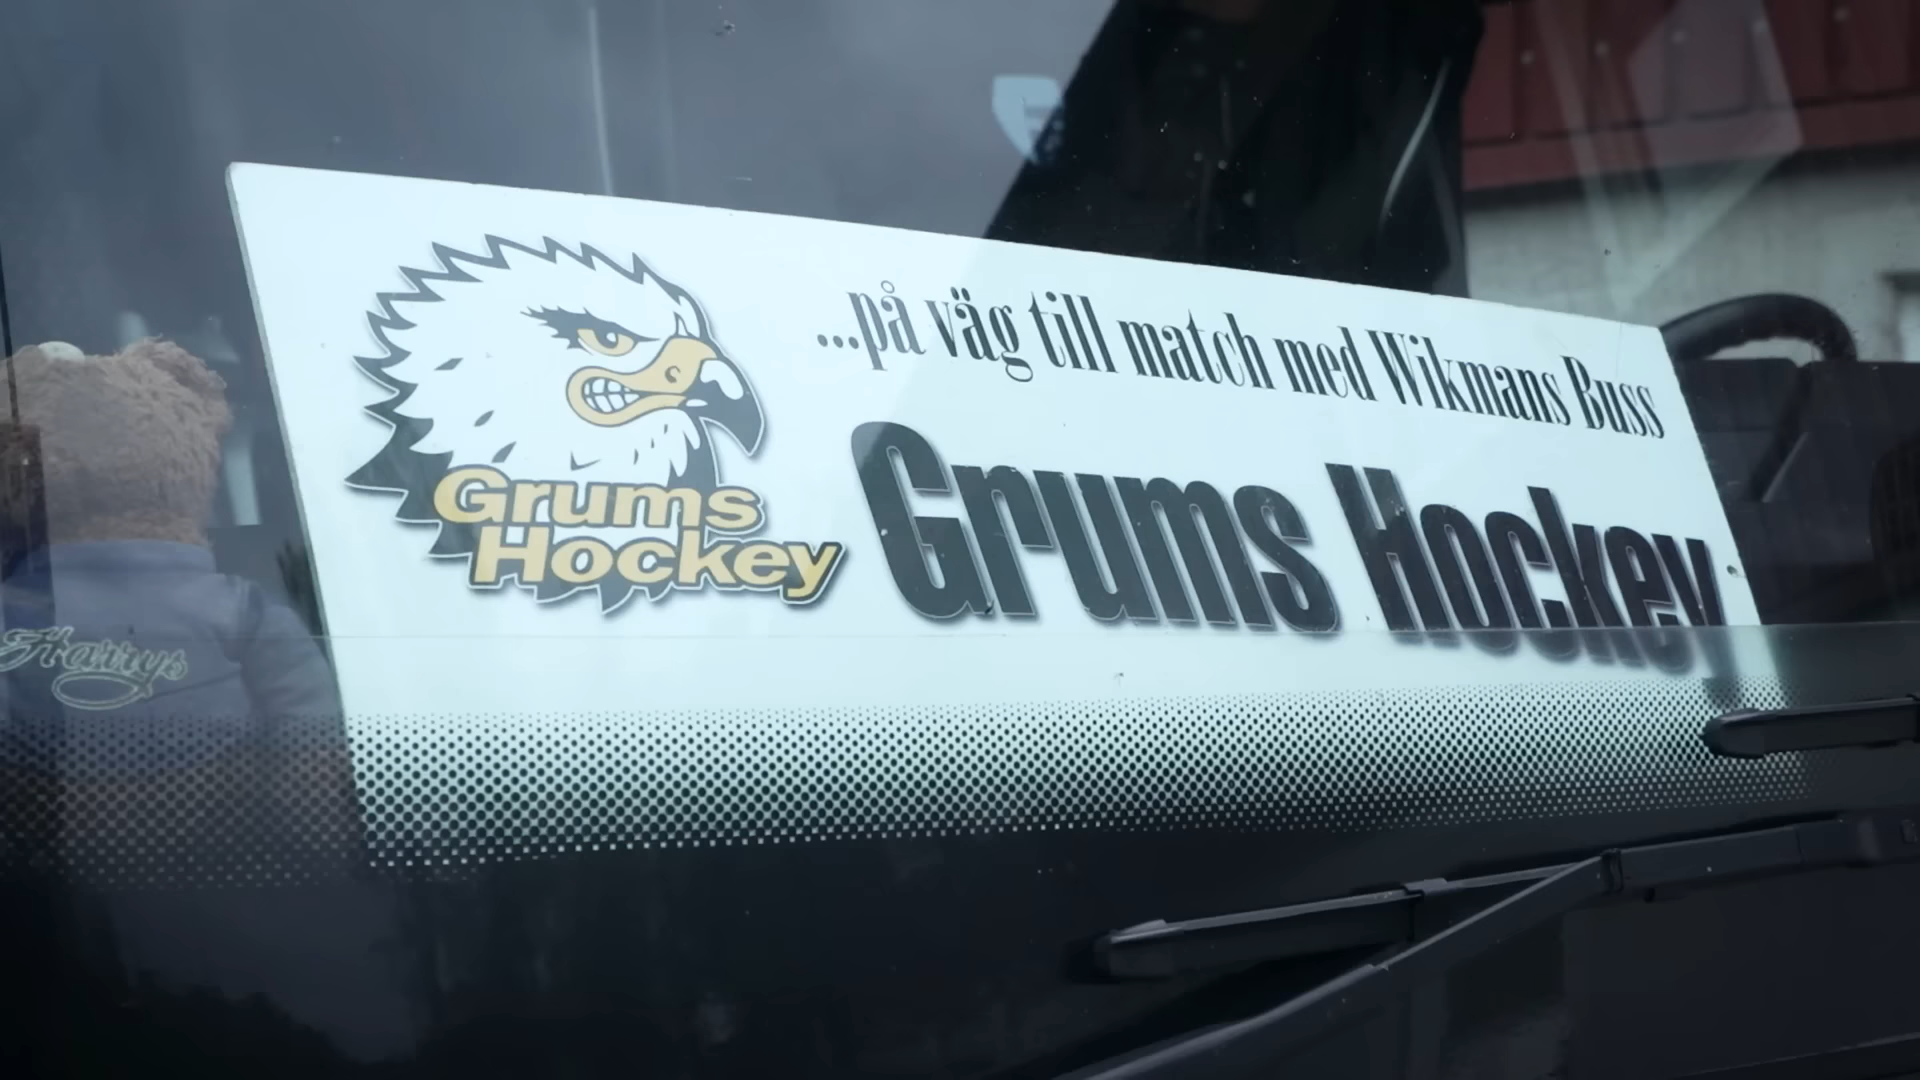 ...på väg till match med Wikmans Buss
Grums
Hockey
Grums Hockey
Harrys